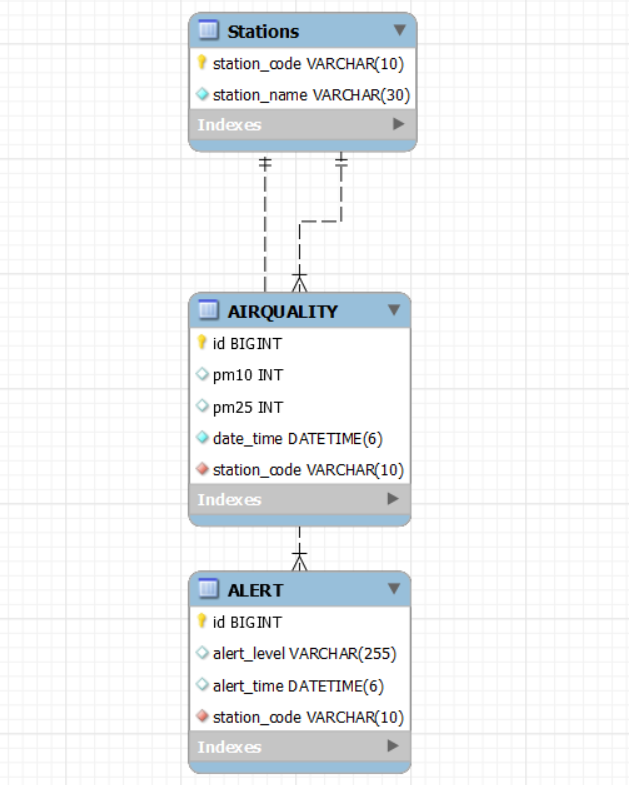 Stations
station_code VARCHAR(10)
station_name VARCHAR(30)
Indexes
AIRQUALITY
id BIGINT
pm10 INT
pm25 INT
date_time DATETIME(6)
station_code VARCHAR(10)
Indexes
ALERT
id BIGINT
alert_level VARCHAR(255)
alert_time DATETIME(6)
station_code VARCHAR(10)
Indexes